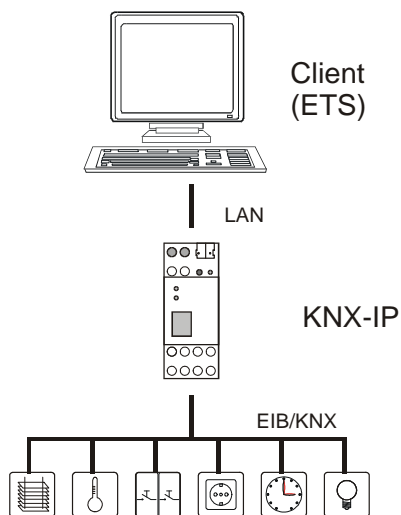 Client
(ETS)
LAN
KNX-IP
EIB/KNX